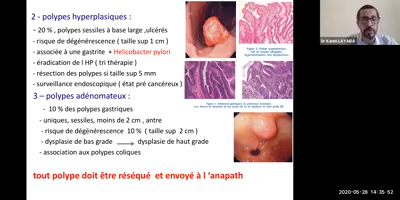 2 - polypes hyperplasiques :
- 20 % , polypes sessiles à base large ,ulcérés
- risque de dégénérescence ( taille sup 1 cm )
- associée à une gastrite + Helicobacter pylori
- éradication de l HP ( tri thérapie )
- résection des polypes si taille sup 5 mm
- surveillance endoscopique ( état pré cancéreux )
3 – polypes adénomateux :
- 10 % des polypes gastriques
- uniques, sessiles, moins de 2 cm , antre
- risque de dégénérescence 10 % ( taille sup 2 cm )
- dysplasie de bas grade → dysplasie de haut grade
- association aux polypes coliques
tout polype doit être réséqué et envoyé à l 'anapath
Dr Karim LAYAIDA
2020-05-28 14:35:52